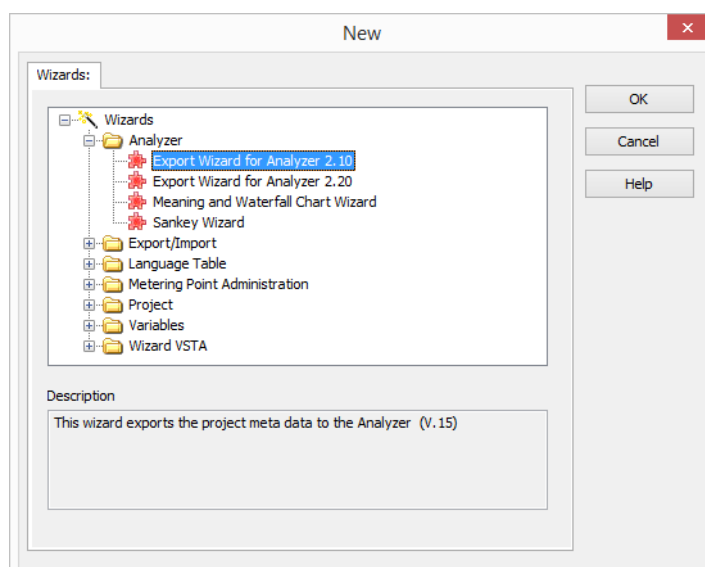 New
Wizards:
OK
Cancel
Help
Wizards
Analyzer
Export Wizard for Analyzer 2.10
Export Wizard for Analyzer 2.20
Meaning and Waterfall Chart Wizard
Sankey Wizard
Export/Import
Language Table
Metering Point Administration
Project
Variables
Wizard VSTA
Description
This wizard exports the project meta data to the Analyzer (V.15)